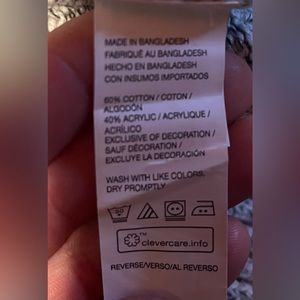 MADE IN BANGLADESH
FABRIQUÉ AU BANGLADESH
HECHO EN BANGLADESH
CON INSUMOS IMPORTADOS
60% COTTON / COTON /
ALGODÓN
40% ACRYLIC / ACRYLIQUE /
ACRÍLICO
EXCLUSIVE OF DECORATION /
SAUF DÉCORATION /
EXCLUYE LA DECORACIÓN
WASH WITH LIKE COLORS,
DRY PROMPTLY.
™
clevercare.info
REVERSE/VERSO/AL REVERSO